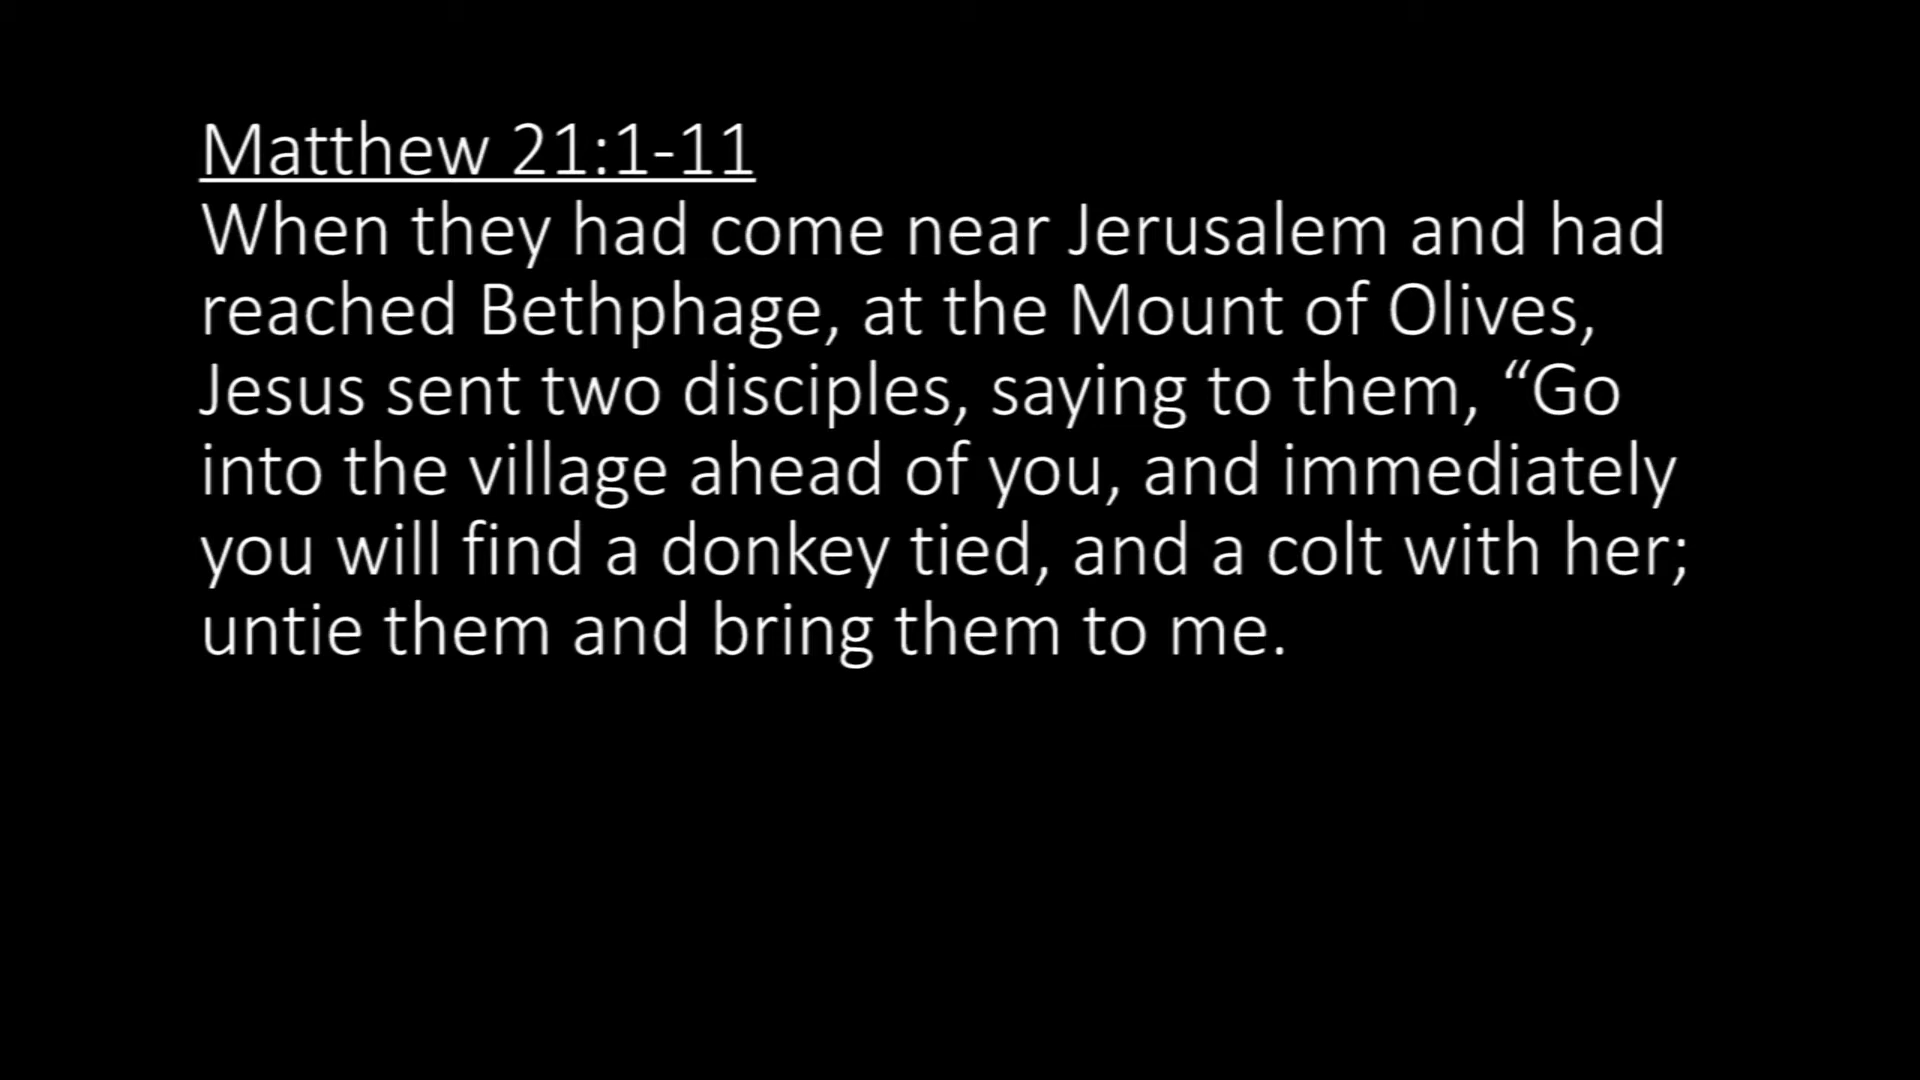 Matthew 21:1-11
When they had come near Jerusalem and had
reached Bethphage, at the Mount of Olives,
Jesus sent two disciples, saying to them, “Go
into the village ahead of you, and immediately
you will find a donkey tied, and a colt with her;
untie them and bring them to me.